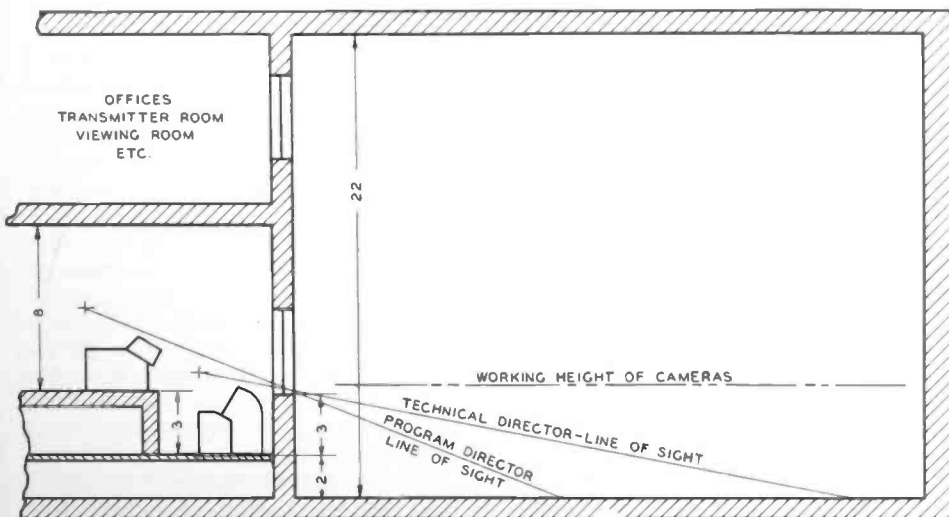 OFFICES
TRANSMITTER ROOM
VIEWING ROOM
ETC.
22
8
WORKING HEIGHT OF CAMERAS
TECHNICAL DIRECTOR-LINE OF SIGHT
PROGRAM DIRECTOR
LINE OF SIGHT
3
3
2